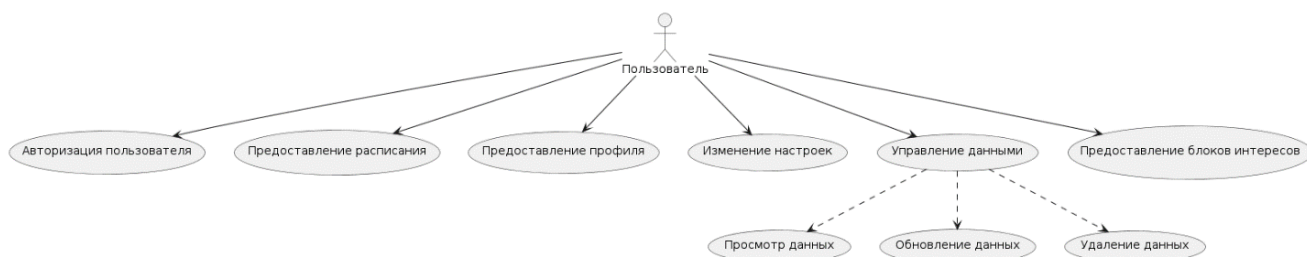 Пользователь
Авторизация пользователя
Предоставление расписания
Предоставление профиля
Изменение настроек
Управление данными
Предоставление блоков интересов
Просмотр данных
Обновление данных
Удаление данных